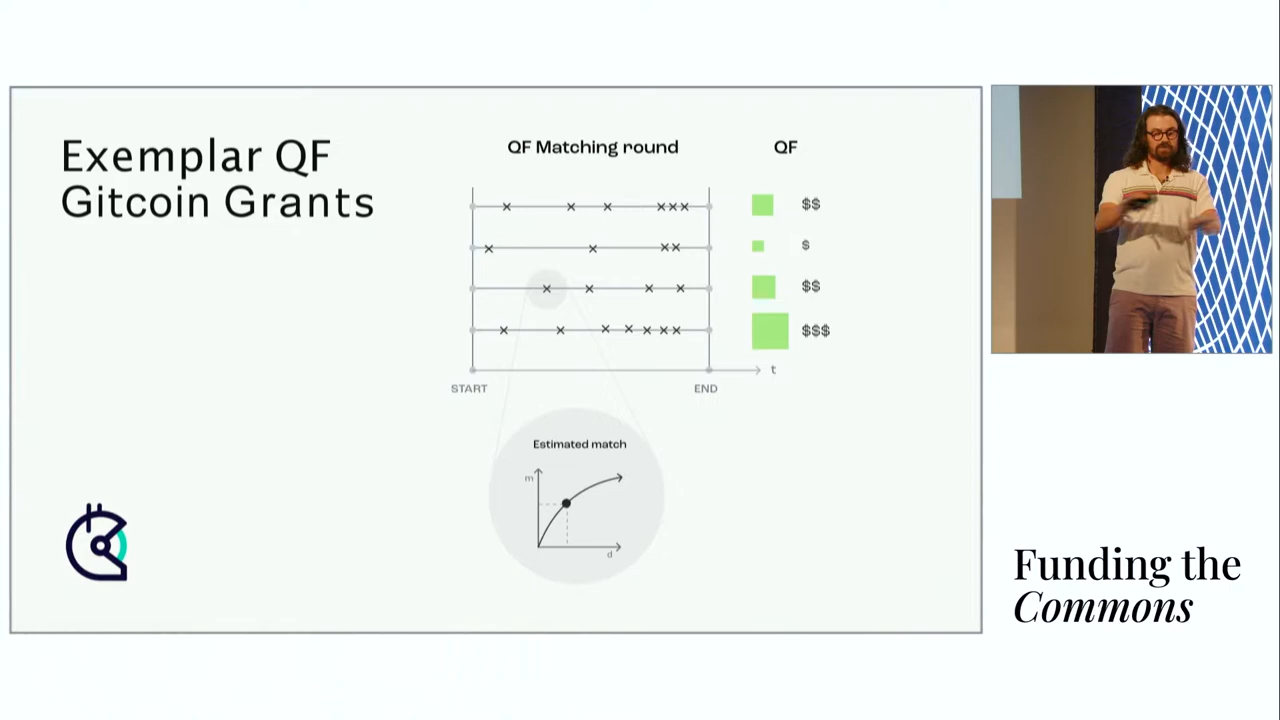 Exemplar QF
Gitcoin Grants
QF Matching round
QF
$$
$
$$
$$$
t
START
END
Estimated match
m
d
Funding the
Commons